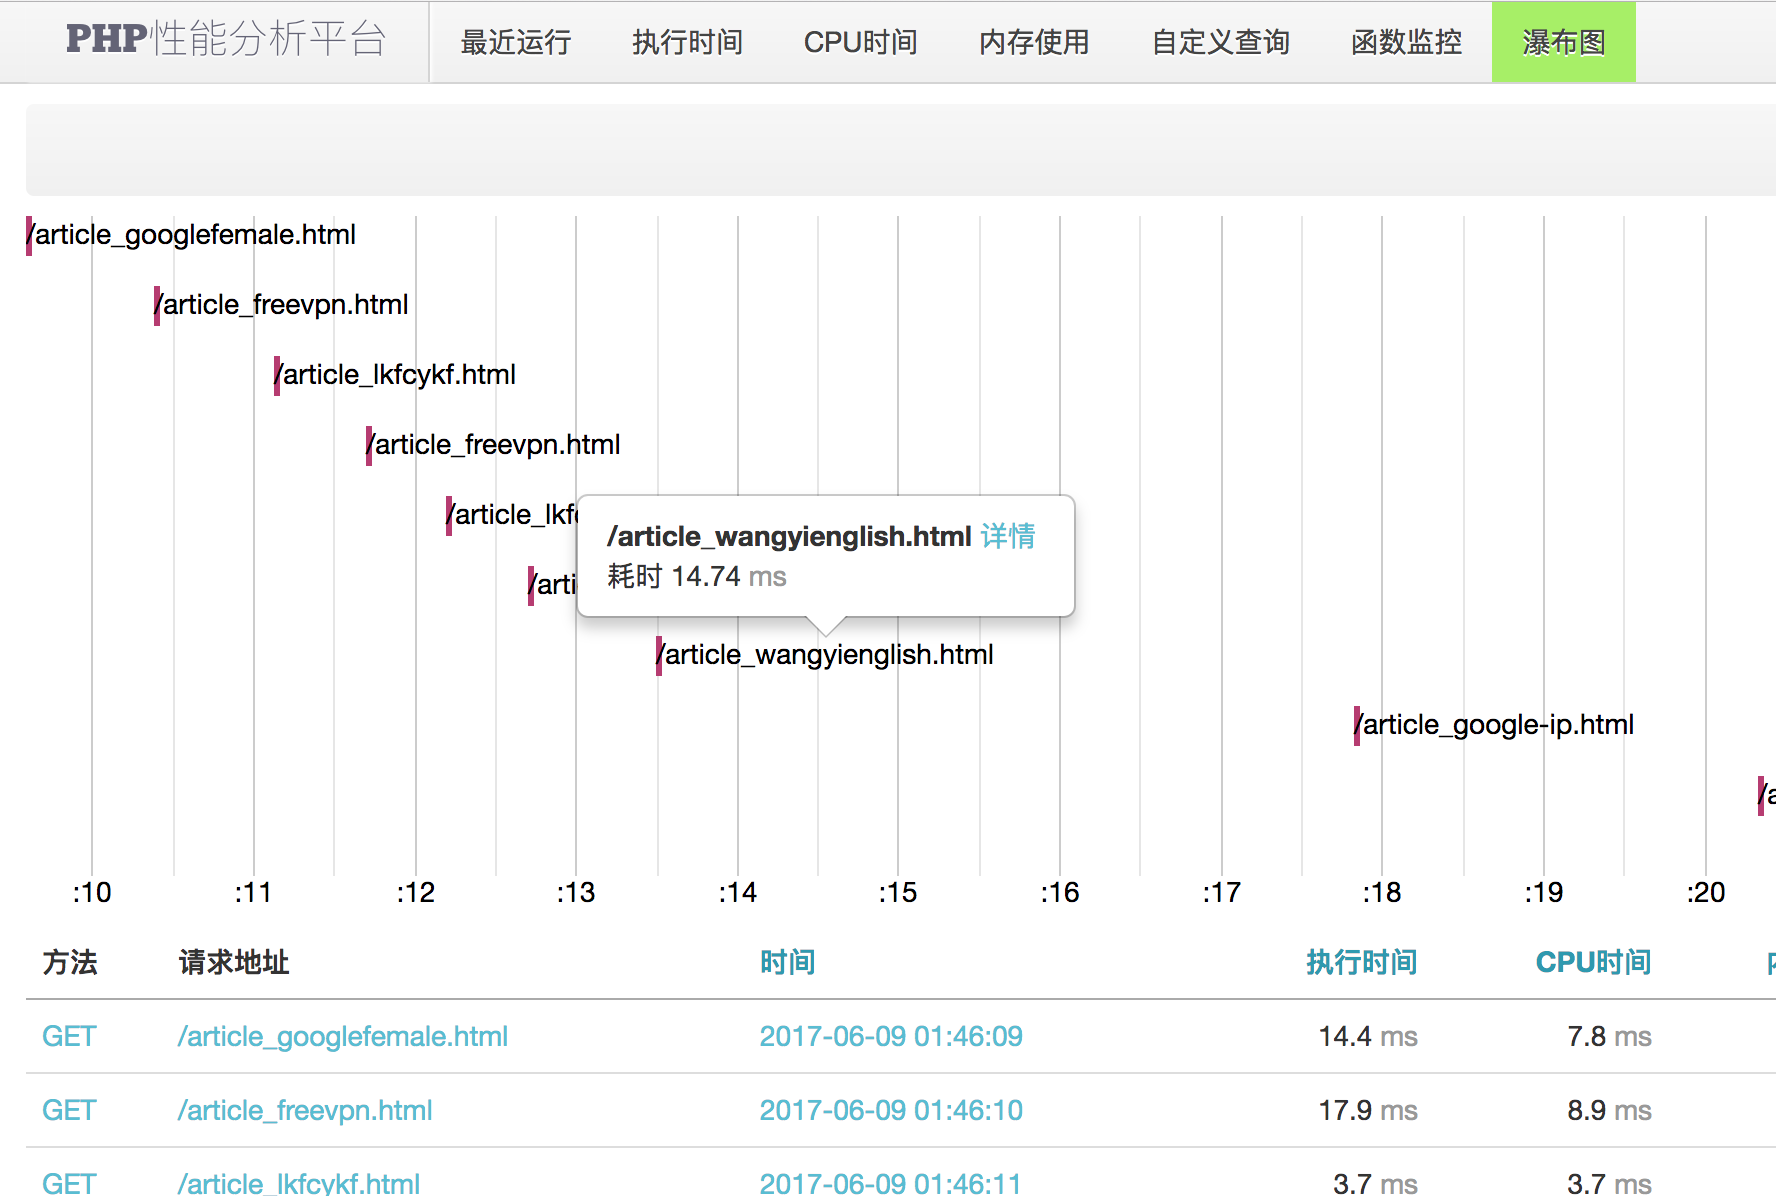 PHP性能分析平台 最近运行 执行时间 CPU时间 内存使用 自定义查询 函数监控 瀑布图
/article_googlefemale.html
/article_freevpn.html
/article_lkfcykf.html
/article_freevpn.html
/article_lkfc
/article_wangyienglish.html 详情
耗时 14.74 ms
/arti
/article_wangyienglish.html
/article_google-ip.html
/a
:10 :11 :12 :13 :14 :15 :16 :17 :18 :19 :20
方法 请求地址 时间 执行时间 CPU时间
GET /article_googlefemale.html 2017-06-09 01:46:09 14.4 ms 7.8 ms
GET /article_freevpn.html 2017-06-09 01:46:10 17.9 ms 8.9 ms
GET /article_lkfcykf.html 2017-06-09 01:46:11 3.7 ms 3.7 ms